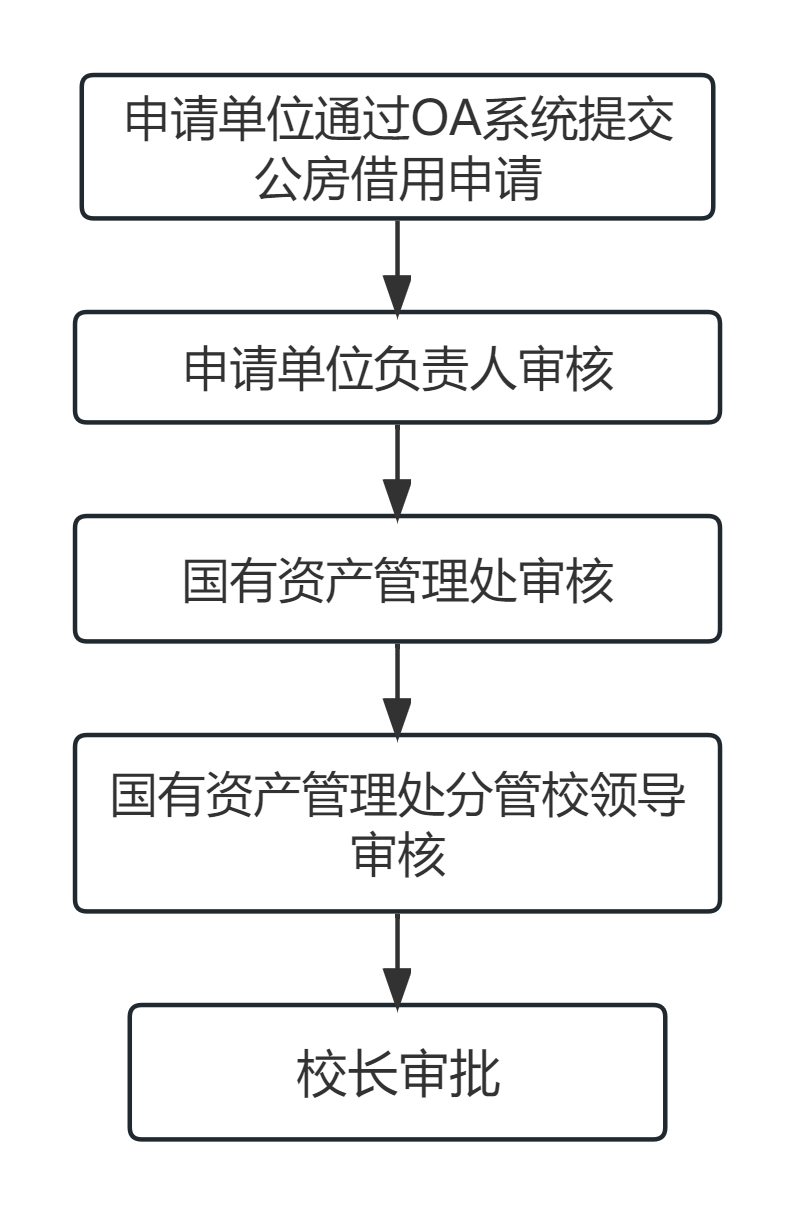 申请单位通过OA系统提交
公房借用申请
申请单位负责人审核
国有资产管理处审核
国有资产管理处分管校领导
审核
校长审批